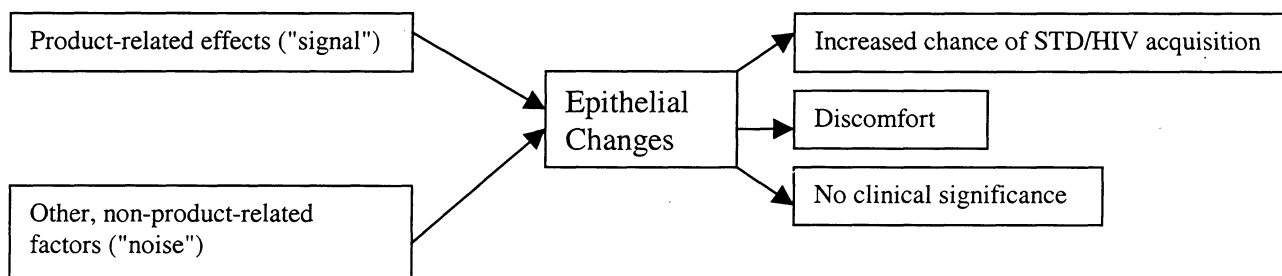 Product-related effects ("signal")
Other, non-product-related
factors ("noise")
Epithelial
Changes
Increased chance of STD/HIV acquisition
Discomfort
No clinical significance